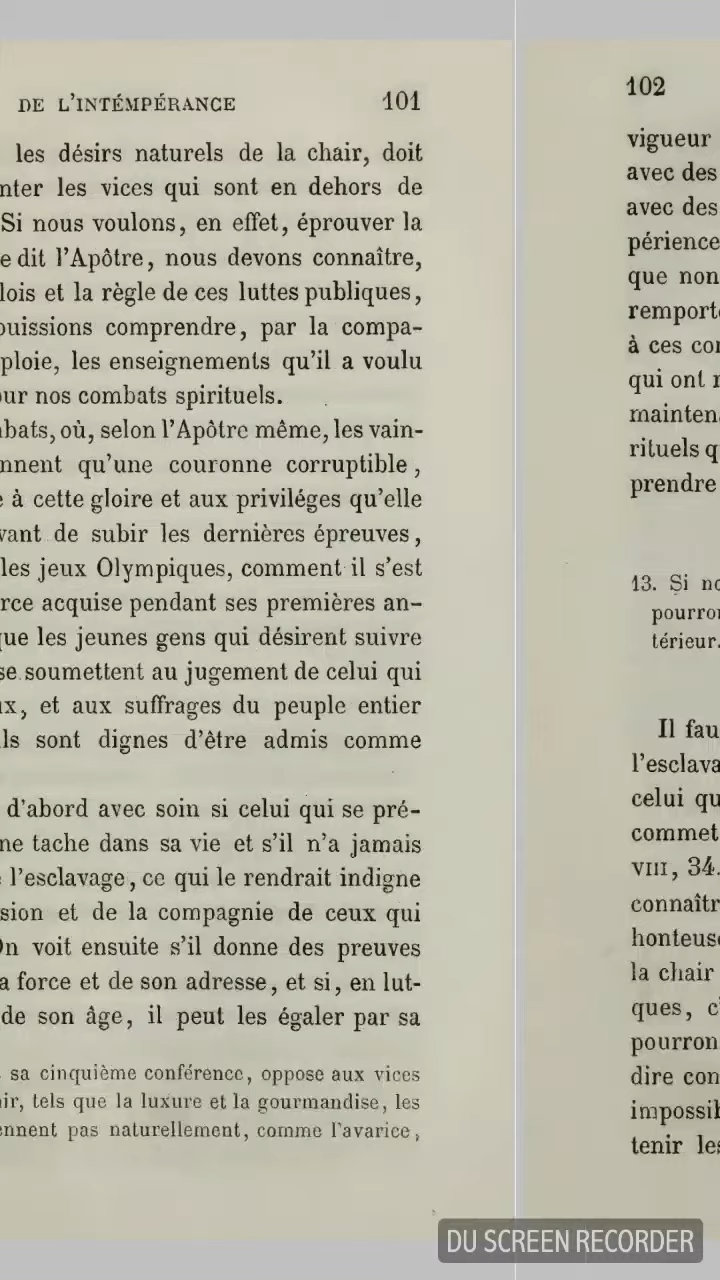 DE L'INTÉMPÉRANCE 101
les désirs naturels de la chair, doit
nter les vices qui sont en dehors de
Si nous voulons, en effet, éprouver la
e dit l'Apôtre, nous devons connaître,
lois et la règle de ces luttes publiques,
ouissions comprendre, par la compa-
ploie, les enseignements qu'il a voulu
our nos combats spirituels.
bats, où, selon l'Apôtre même, les vain-
nnent qu'une couronne corruptible,
e à cette gloire et aux priviléges qu'elle
vant de subir les dernières épreuves,
les jeux Olympiques, comment il s'est
rce acquise pendant ses premières an-
que les jeunes gens qui désirent suivre
se soumettent au jugement de celui qui
ux, et aux suffrages du peuple entier
ls sont dignes d'être admis comme
d'abord avec soin si celui qui se pré-
ne tache dans sa vie et s'il n'a jamais
e l'esclavage, ce qui le rendrait indigne
sion et de la compagnie de ceux qui
On voit ensuite s'il donne des preuves
a force et de son adresse, et si, en lut-
de son âge, il peut les égaler par sa
sa cinquième conférence, oppose aux vices
air, tels que la luxure et la gourmandise, les
ennent pas naturellement, comme l'avarice,
102
vigueur
avec des
avec des
périence
que non
remport
à ces co
qui ont
mainten
rituels q
prendre
13. Si no
pourro
térieur.
Il fau
l'esclava
celui qu
commet
VIII, 34.
connaîtr
honteus
la chair
ques, c'
pourron
dire con
impossib
tenir les
DU SCREEN RECORDER